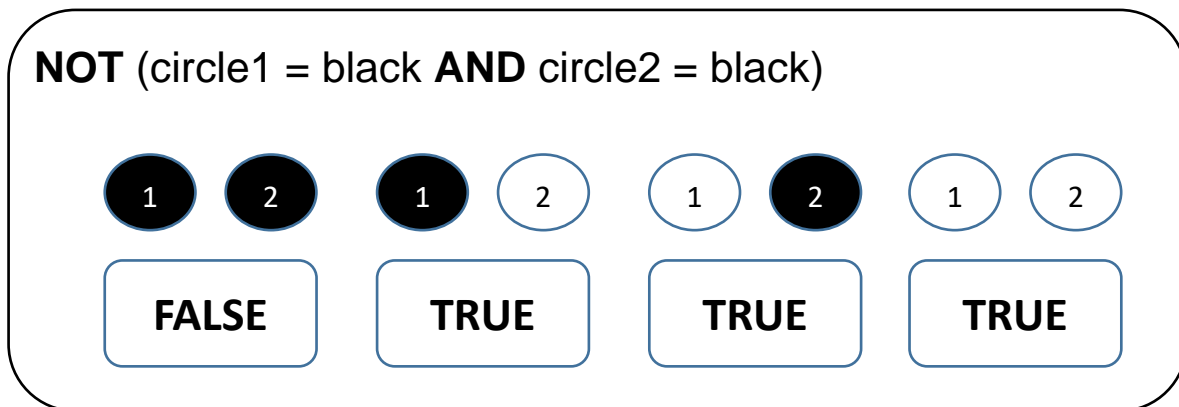 NOT (circle1 = black AND circle2 = black)
1 2 1 2 1 2 1 2
FALSE TRUE TRUE TRUE